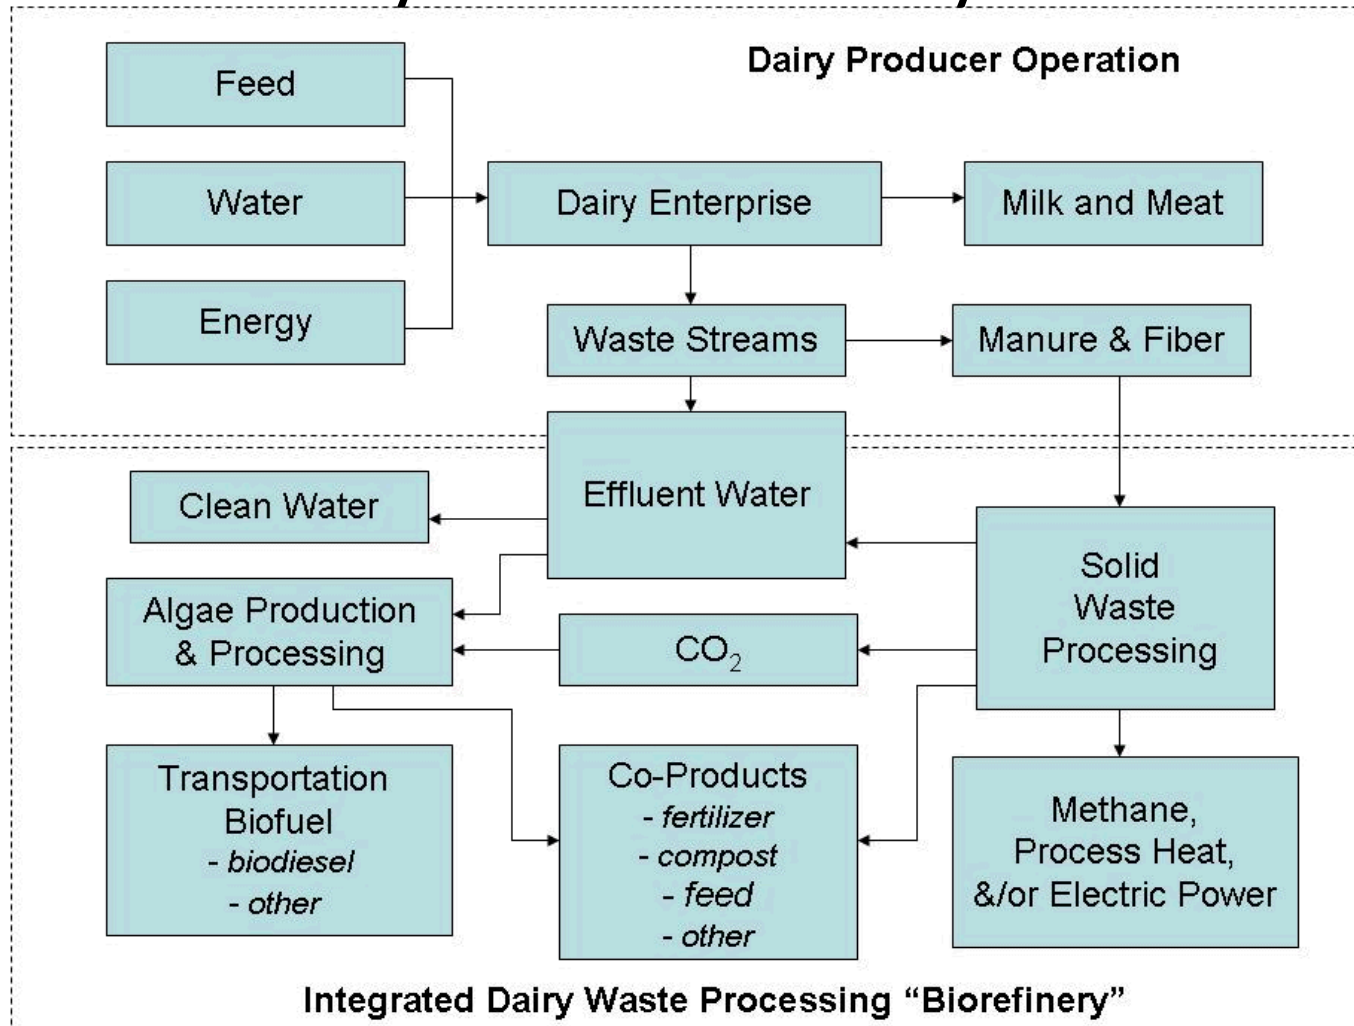 Dairy Producer Operation
Feed
Water
Energy
Dairy Enterprise
Milk and Meat
Waste Streams
Manure & Fiber
Effluent Water
Clean Water
Solid
Waste
Processing
Algae Production
& Processing
CO₂
Transportation
Biofuel
- biodiesel
- other
Co-Products
- fertilizer
- compost
- feed
- other
Methane,
Process Heat,
&/or Electric Power
Integrated Dairy Waste Processing “Biorefinery”